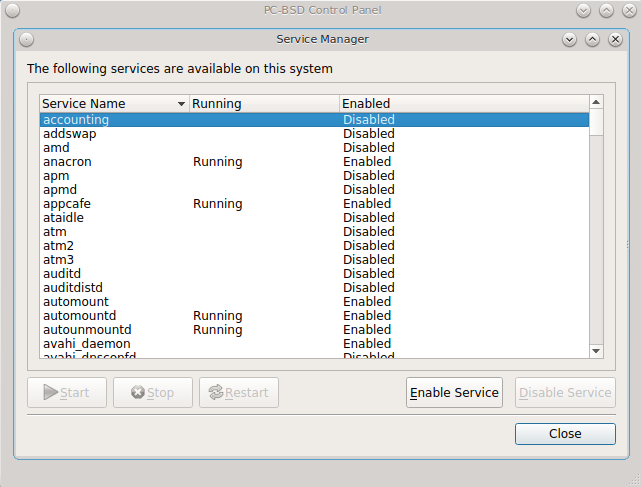 PC-BSD Control Panel
Service Manager
The following services are available on this system
Service Name Running Enabled
accounting Disabled
addswap Disabled
amd Disabled
anacron Running Enabled
apm Disabled
apmd Disabled
appcafe Running Enabled
ataidle Disabled
atm Disabled
atm2 Disabled
atm3 Disabled
auditd Disabled
auditdistd Disabled
automount Enabled
automountd Running Enabled
autounmountd Running Enabled
avahi_daemon Enabled
avahi_dnsconfd Disabled
Start Stop Restart Enable Service Disable Service
Close